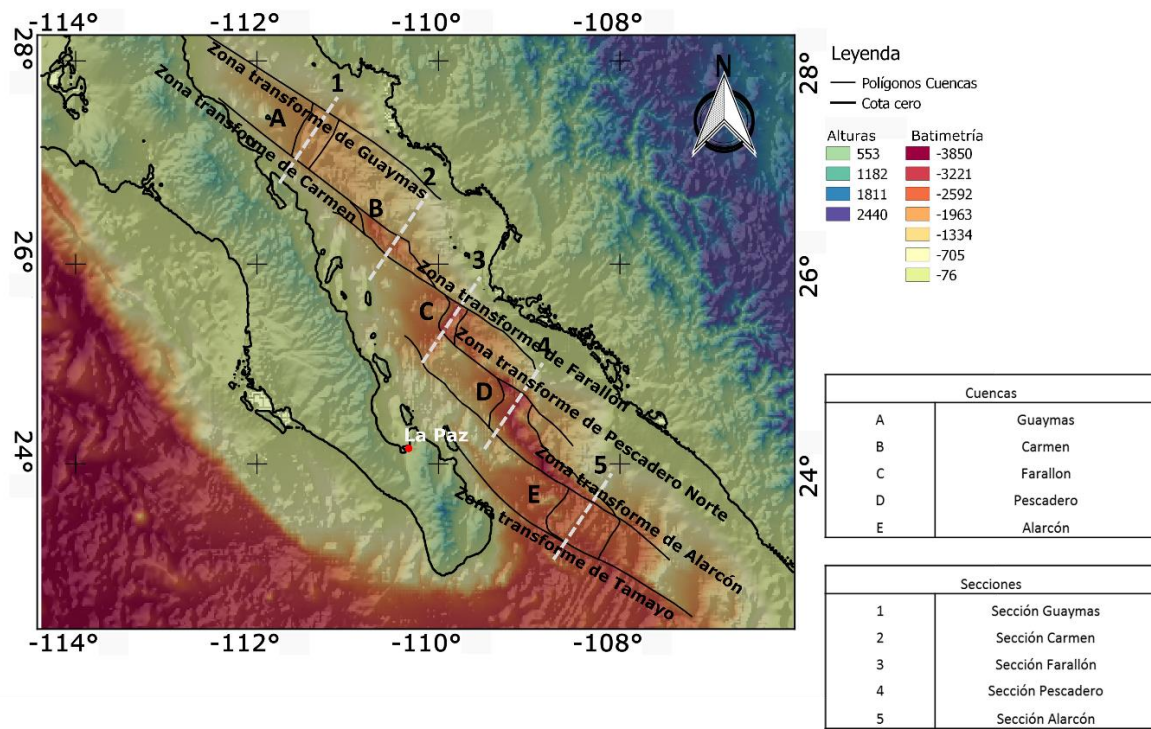 -114°
-112°
-110°
-108°
28°
28°
26°
26°
24°
24°
-114°
-112°
-110°
-108°
N
Zona transforme de Guaymas
Zona transforme de Carmen
Zona transforme de Farallón
Zona transforme de Pescadero Norte
Zona transforme de Alarcón
Zona transforme de Tamayo
1
A
2
B
3
C
4
D
La Paz
5
E
Leyenda
Polígonos Cuencas
Cota cero
Alturas
553
1182
1811
2440
Batimetría
-3850
-3221
-2592
-1963
-1334
-705
-76
Cuencas
A Guaymas
B Carmen
C Farallon
D Pescadero
E Alarcón
Secciones
1 Sección Guaymas
2 Sección Carmen
3 Sección Farallón
4 Sección Pescadero
5 Sección Alarcón